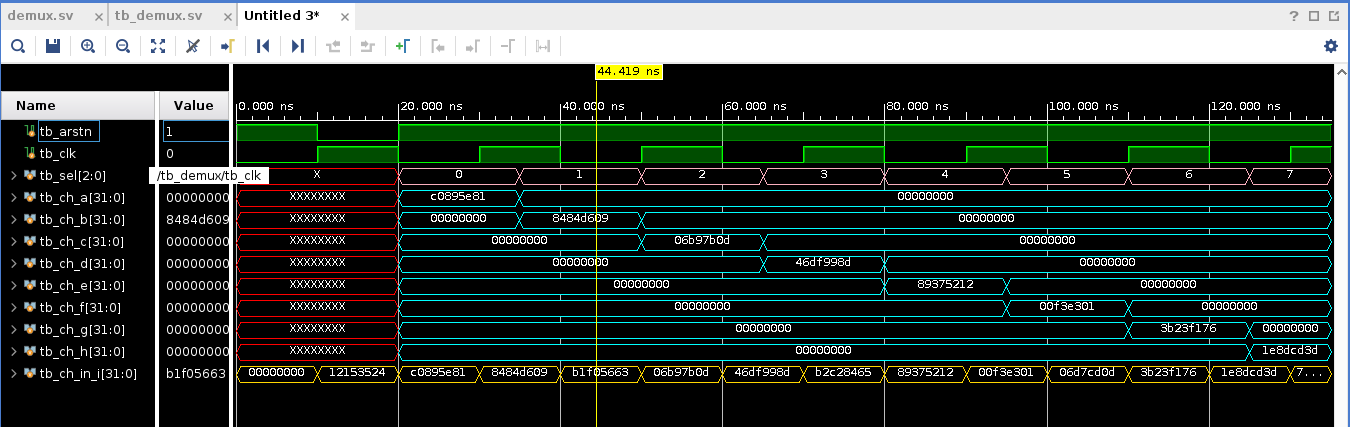 demux.sv × tb_demux.sv × Untitled 3* ×
?
44.419 ns
Name Value 0.000 ns 20.000 ns 40.000 ns 60.000 ns 80.000 ns 100.000 ns 120.000 ns
tb_arstn 1
tb_clk 0
tb_sel[2:0] /tb_demux/tb_clk X 0 1 2 3 4 5 6 7
tb_ch_a[31:0] 00000000 XXXXXXXX c0895e81 00000000
tb_ch_b[31:0] 8484d609 XXXXXXXX 00000000 8484d609 00000000
tb_ch_c[31:0] 00000000 XXXXXXXX 00000000 06b97b0d 00000000
tb_ch_d[31:0] 00000000 XXXXXXXX 00000000 46df998d 00000000
tb_ch_e[31:0] 00000000 XXXXXXXX 00000000 89375212 00000000
tb_ch_f[31:0] 00000000 XXXXXXXX 00000000 00f3e301 00000000
tb_ch_g[31:0] 00000000 XXXXXXXX 00000000 3b23f176 00000000
tb_ch_h[31:0] 00000000 XXXXXXXX 00000000 1e8dcd3d
tb_ch_in_i[31:0] b1f05663 00000000 12153524 c0895e81 8484d609 b1f05663 06b97b0d 46df998d b2c28465 89375212 00f3e301 06d7cd0d 3b23f176 1e8dcd3d 7...